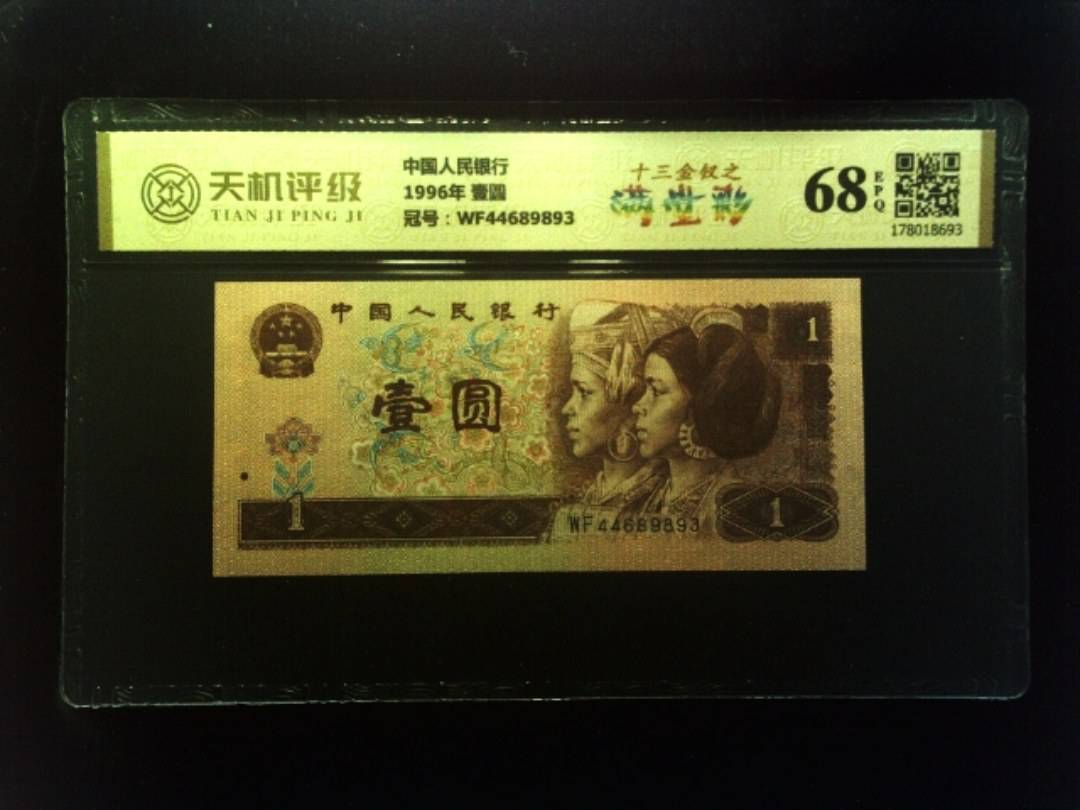 天机评级
TIAN JI PING JI
中国人民银行
1996年 壹圆
冠号：WF44689893
十三金钗之
满堂彩
68
EPQ
178018693
中国人民银行
壹圆
1
1
WF44689893
1